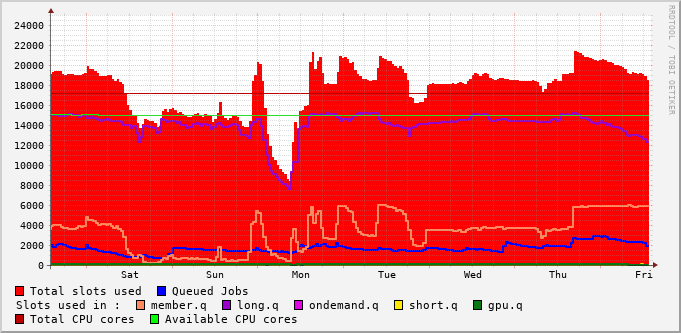 RRDTOOL / TOBI OETIKER
24000
22000
20000
18000
16000
14000
12000
10000
8000
6000
4000
2000
0
Sat Sun Mon Tue Wed Thu Fri
Total slots used Queued Jobs
Slots used in : member.q long.q ondemand.q short.q gpu.q
Total CPU cores Available CPU cores